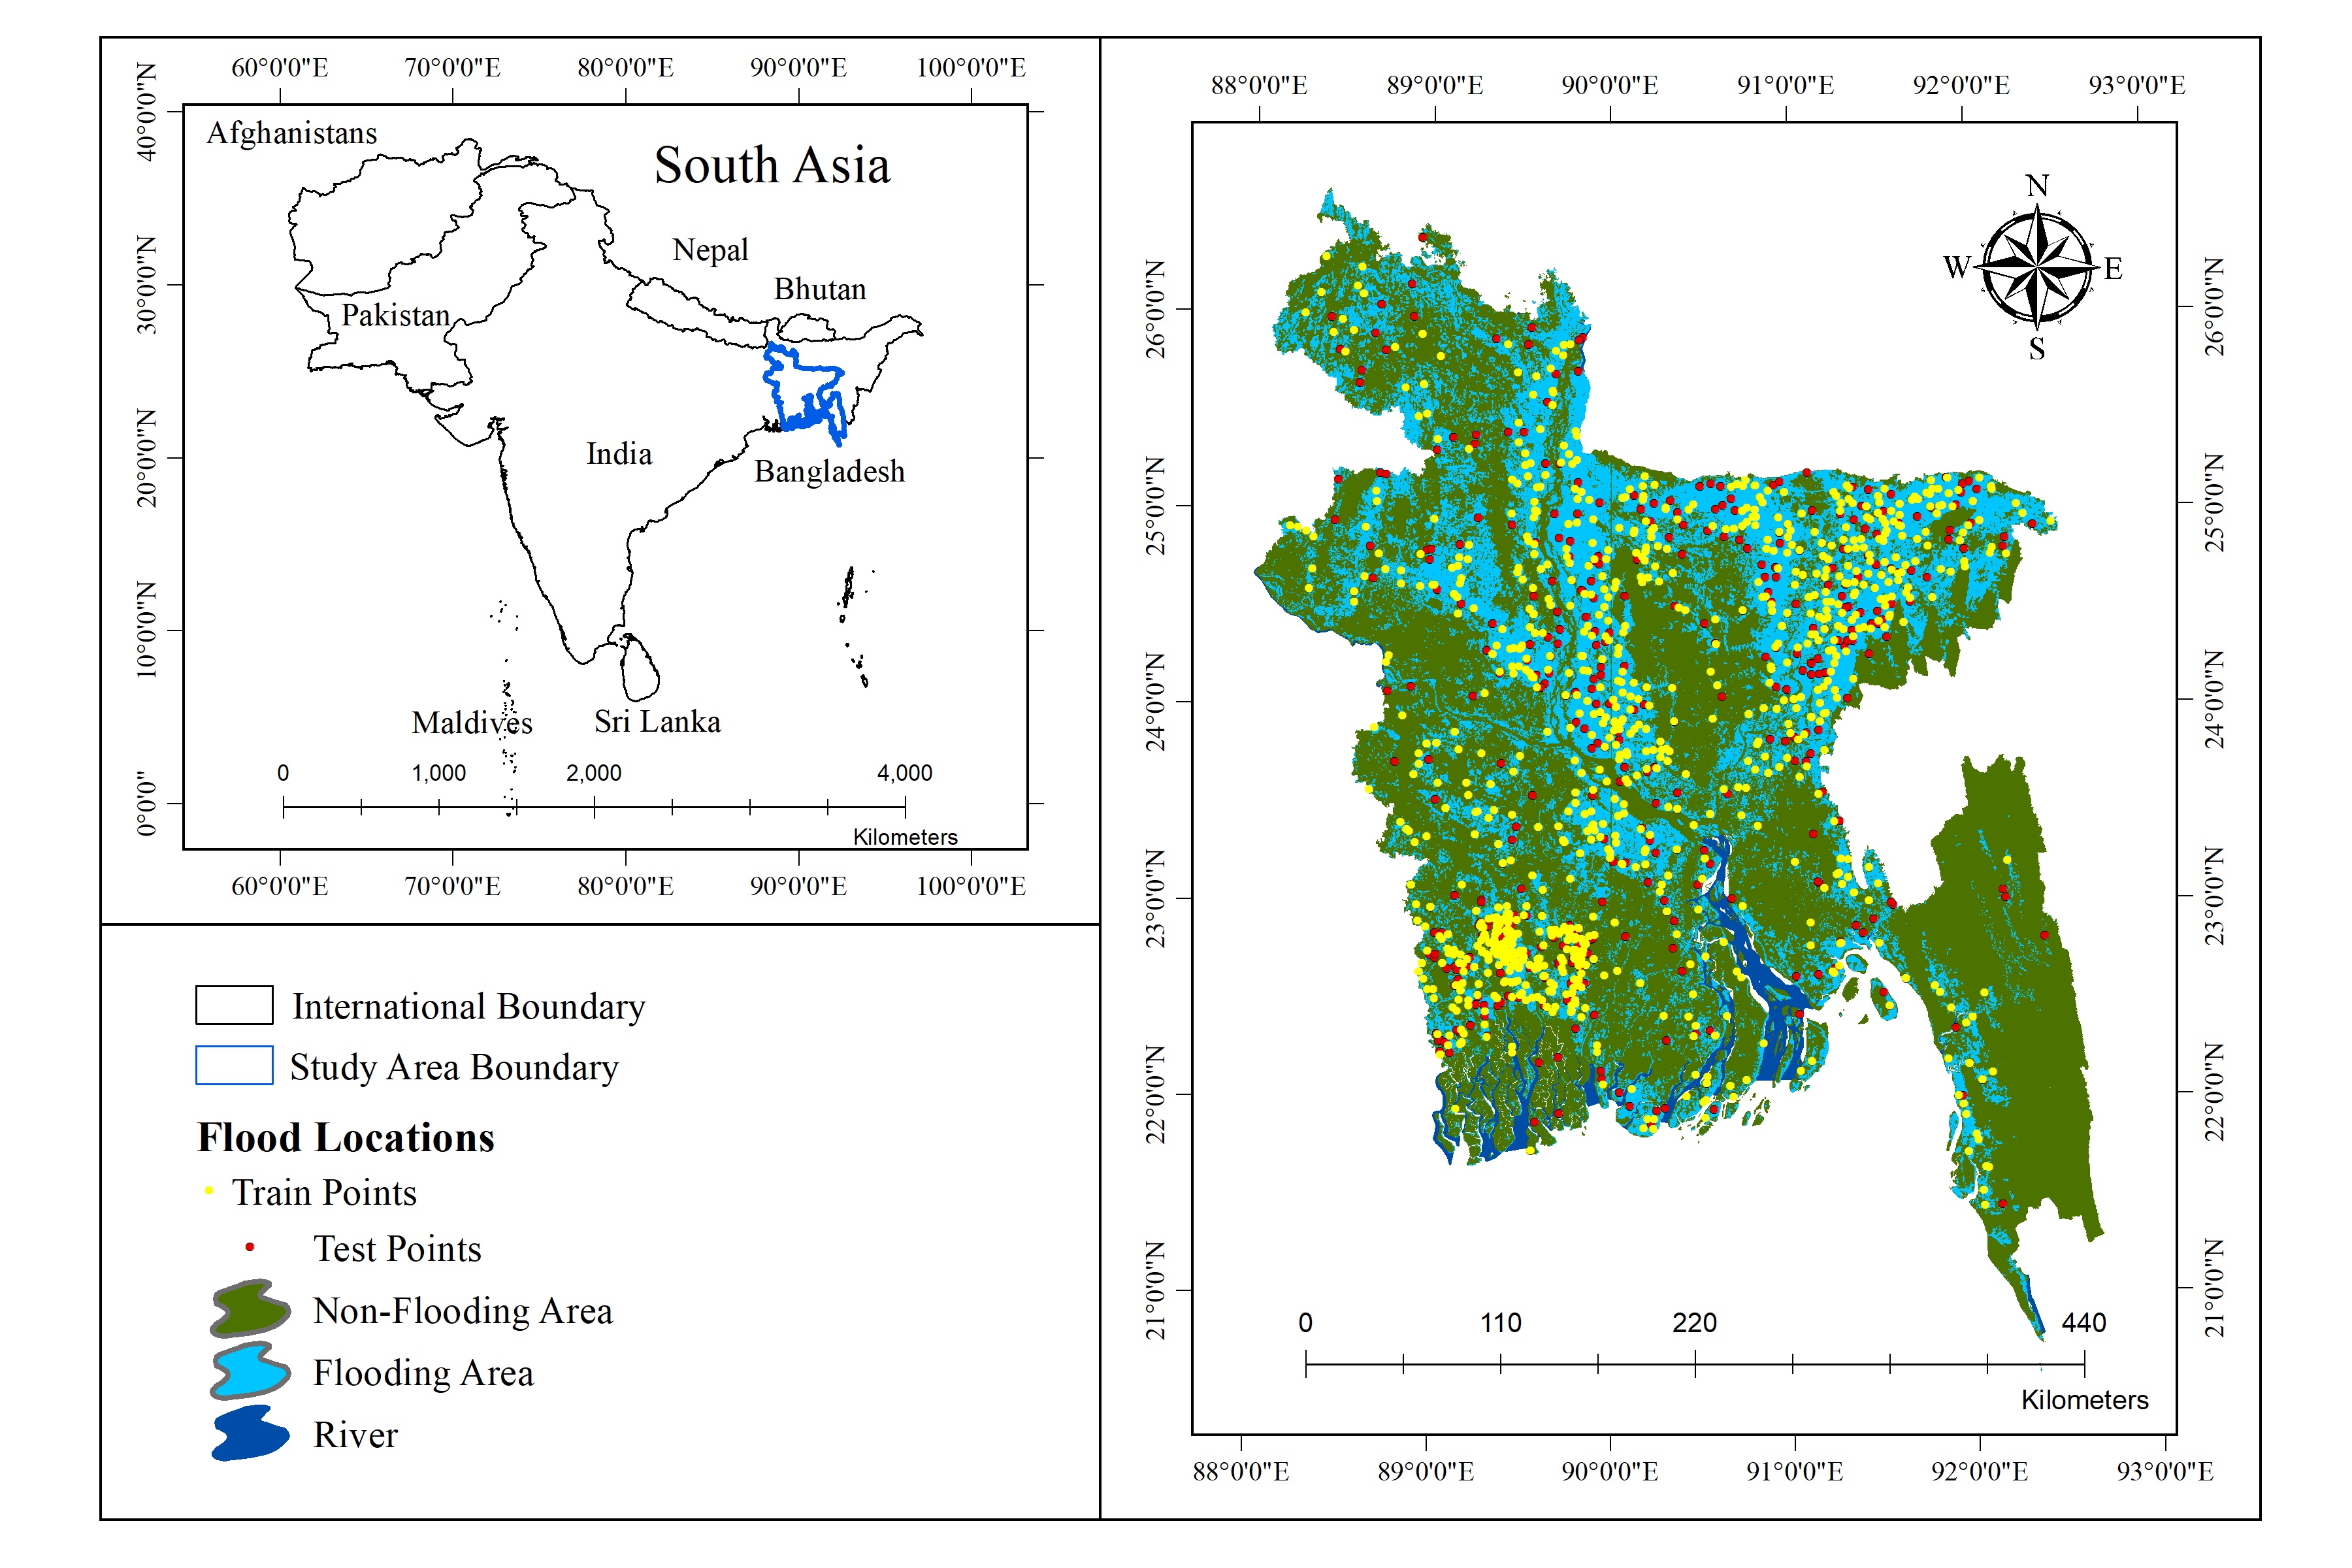 60°0'0"E 70°0'0"E 80°0'0"E 90°0'0"E 100°0'0"E
40°0'0"N
30°0'0"N
20°0'0"N
10°0'0"N
0°0'0"
Afghanistans
South Asia
Nepal
Bhutan
Pakistan
India
Bangladesh
Maldives
Sri Lanka
0 1,000 2,000 4,000
Kilometers
60°0'0"E 70°0'0"E 80°0'0"E 90°0'0"E 100°0'0"E
International Boundary
Study Area Boundary
Flood Locations
Train Points
Test Points
Non-Flooding Area
Flooding Area
River
88°0'0"E 89°0'0"E 90°0'0"E 91°0'0"E 92°0'0"E 93°0'0"E
N
W E
S
26°0'0"N 26°0'0"N
25°0'0"N 25°0'0"N
24°0'0"N 24°0'0"N
23°0'0"N 23°0'0"N
22°0'0"N 22°0'0"N
21°0'0"N 21°0'0"N
0 110 220 440
Kilometers
88°0'0"E 89°0'0"E 90°0'0"E 91°0'0"E 92°0'0"E 93°0'0"E